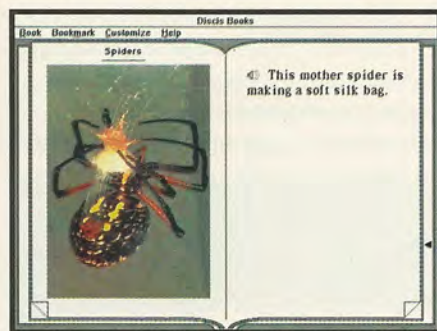 Discis Books
Book Bookmark Customize Help
Spiders
This mother spider is
making a soft silk bag.